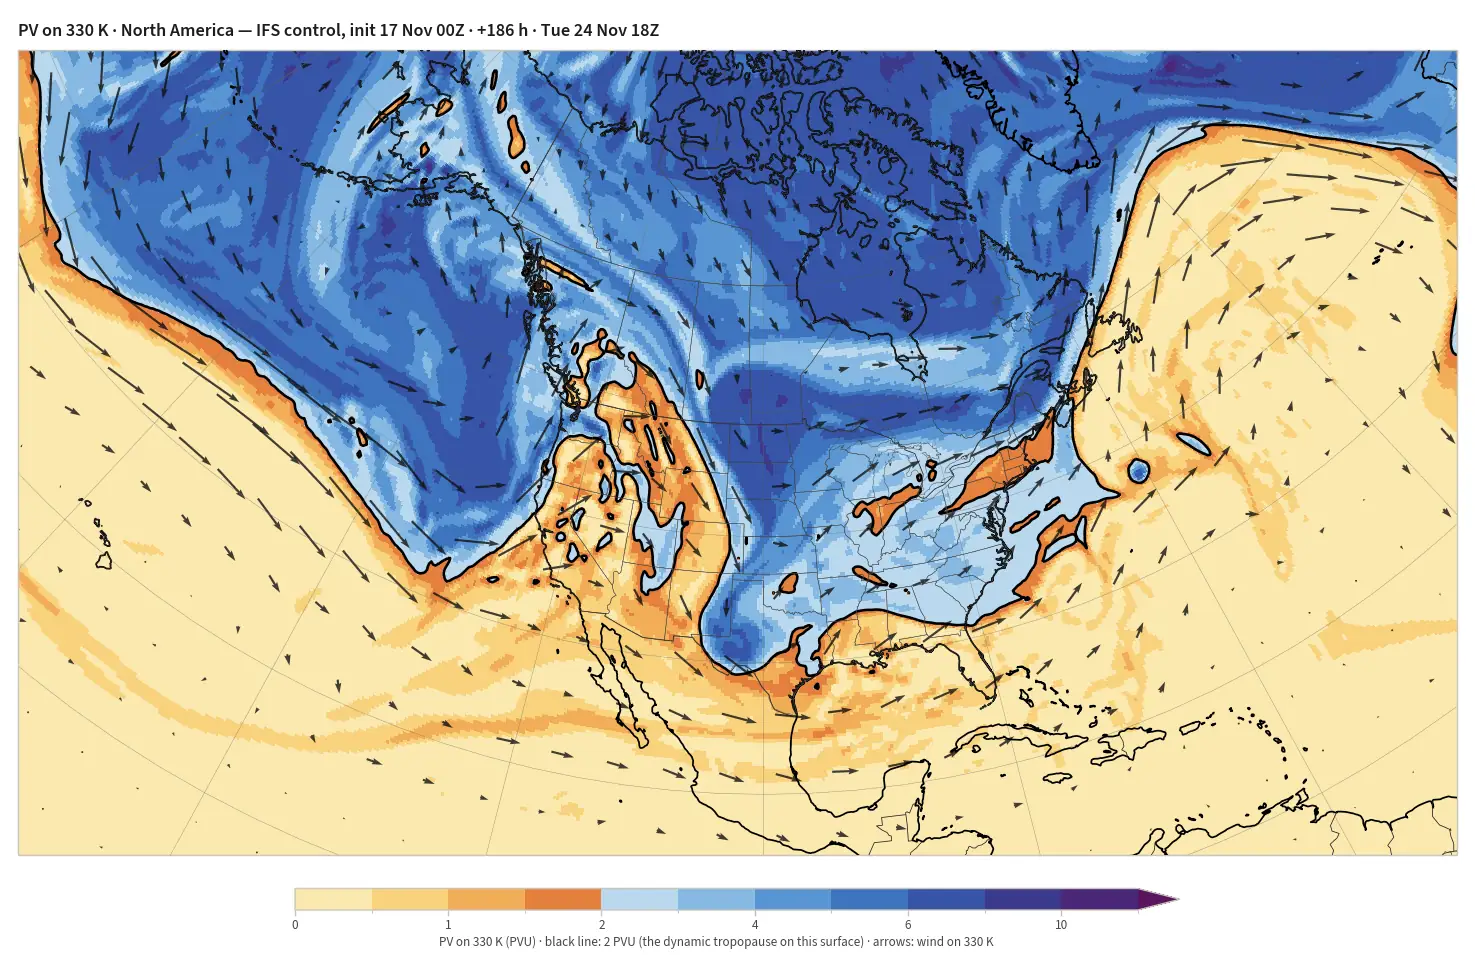 PV on 330 K · North America — IFS control, init 17 Nov 00Z · +186 h · Tue 24 Nov 18Z
0 1 2 4 6 8 10
PV on 330 K (PVU) · black line: 2 PVU (the dynamic tropopause on this surface) · arrows: wind on 330 K